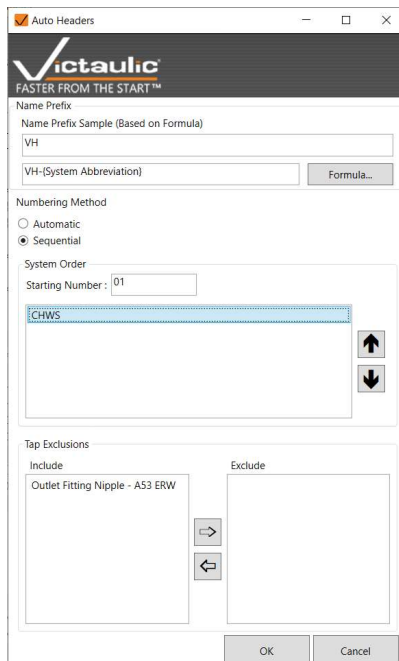 Auto Headers
Victaulic
FASTER FROM THE START™
Name Prefix
Name Prefix Sample (Based on Formula)
VH
VH-{System Abbreviation}
Formula...
Numbering Method
Automatic
Sequential
System Order
Starting Number :
01
CHWS
Tap Exclusions
Include
Exclude
Outlet Fitting Nipple - A53 ERW
OK
Cancel